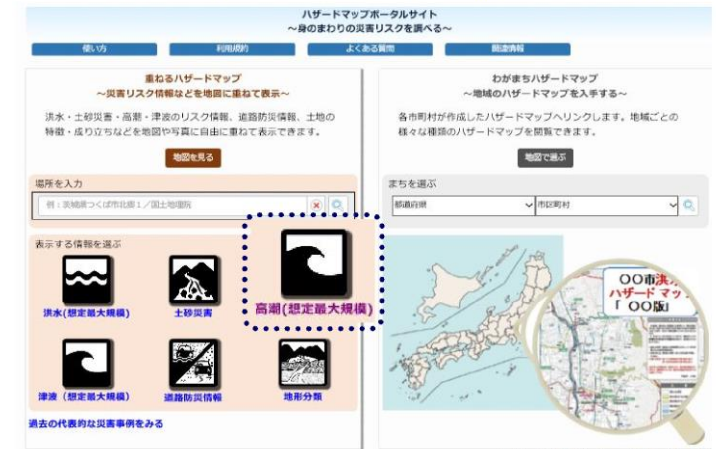 ハザードマップポータルサイト
~身のまわりの災害リスクを調べる~
使い方 利用規約 よくある質問 関連情報
重ねるハザードマップ
~災害リスク情報などを地図に重ねて表示~
洪水・土砂災害・高潮・津波のリスク情報、道路防災情報、土地の
特徴・成り立ちなどを地図や写真に自由に重ねて表示できます。
地図を見る
場所を入力
例:茨城県つくば市北郷1/国土地理院
表示する情報を選ぶ
洪水(想定最大規模)
土砂災害
高潮(想定最大規模)
津波(想定最大規模)
道路防災情報
地形分類
過去の代表的な災害事例をみる
わがまちハザードマップ
~地域のハザードマップを入手する~
各市町村が作成したハザードマップへリンクします。地域ごとの
様々な種類のハザードマップを閲覧できます。
地図で選ぶ
まちを選ぶ
都道府県 市区町村
〇〇市洪水
ハザードマップ
「 〇〇版」